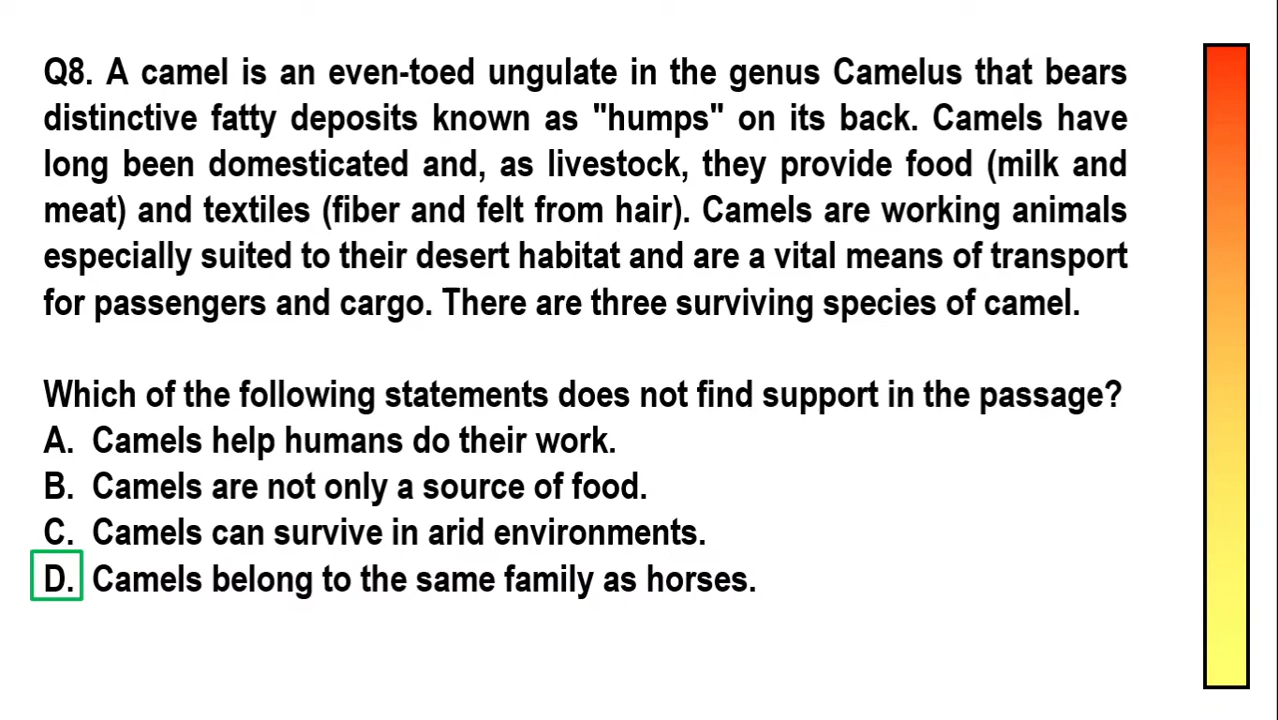 Q8. A camel is an even-toed ungulate in the genus Camelus that bears
distinctive fatty deposits known as "humps" on its back. Camels have
long been domesticated and, as livestock, they provide food (milk and
meat) and textiles (fiber and felt from hair). Camels are working animals
especially suited to their desert habitat and are a vital means of transport
for passengers and cargo. There are three surviving species of camel.
Which of the following statements does not find support in the passage?
A. Camels help humans do their work.
B. Camels are not only a source of food.
C. Camels can survive in arid environments.
D. Camels belong to the same family as horses.